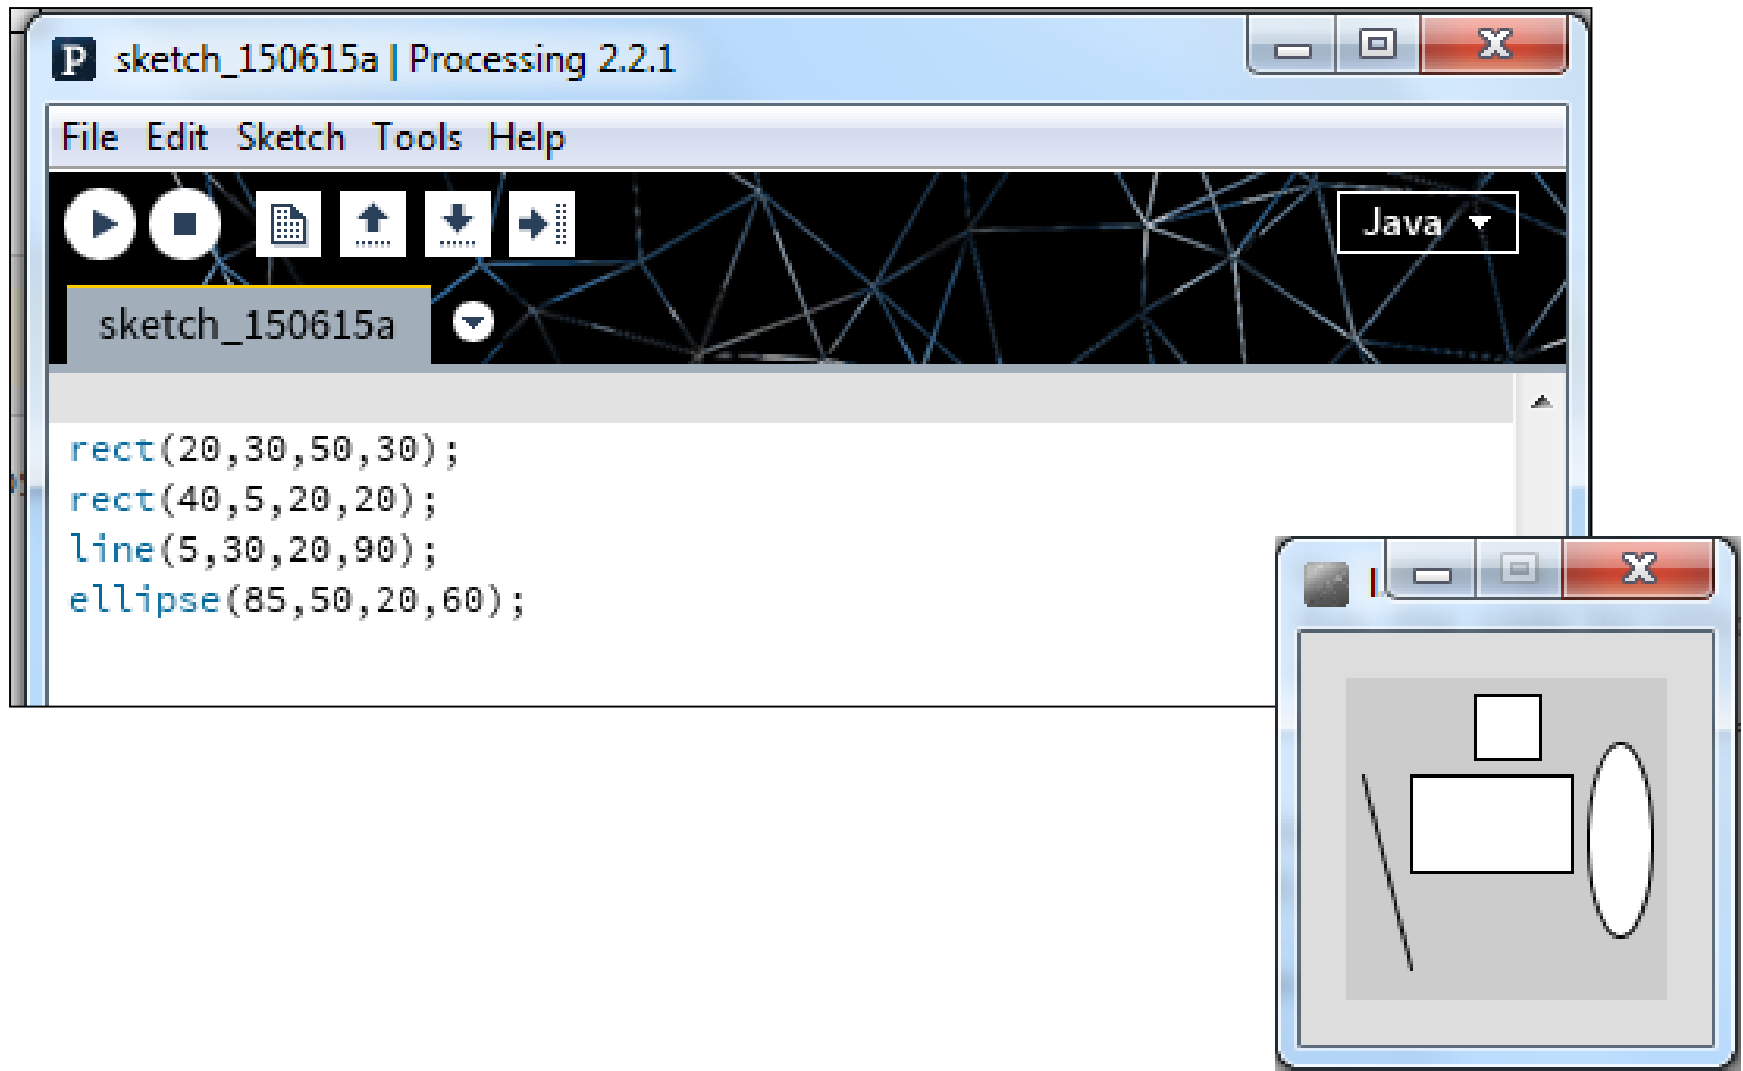 P sketch_150615a | Processing 2.2.1
File Edit Sketch Tools Help
Java
sketch_150615a
rect(20,30,50,30);
rect(40,5,20,20);
line(5,30,20,90);
ellipse(85,50,20,60);